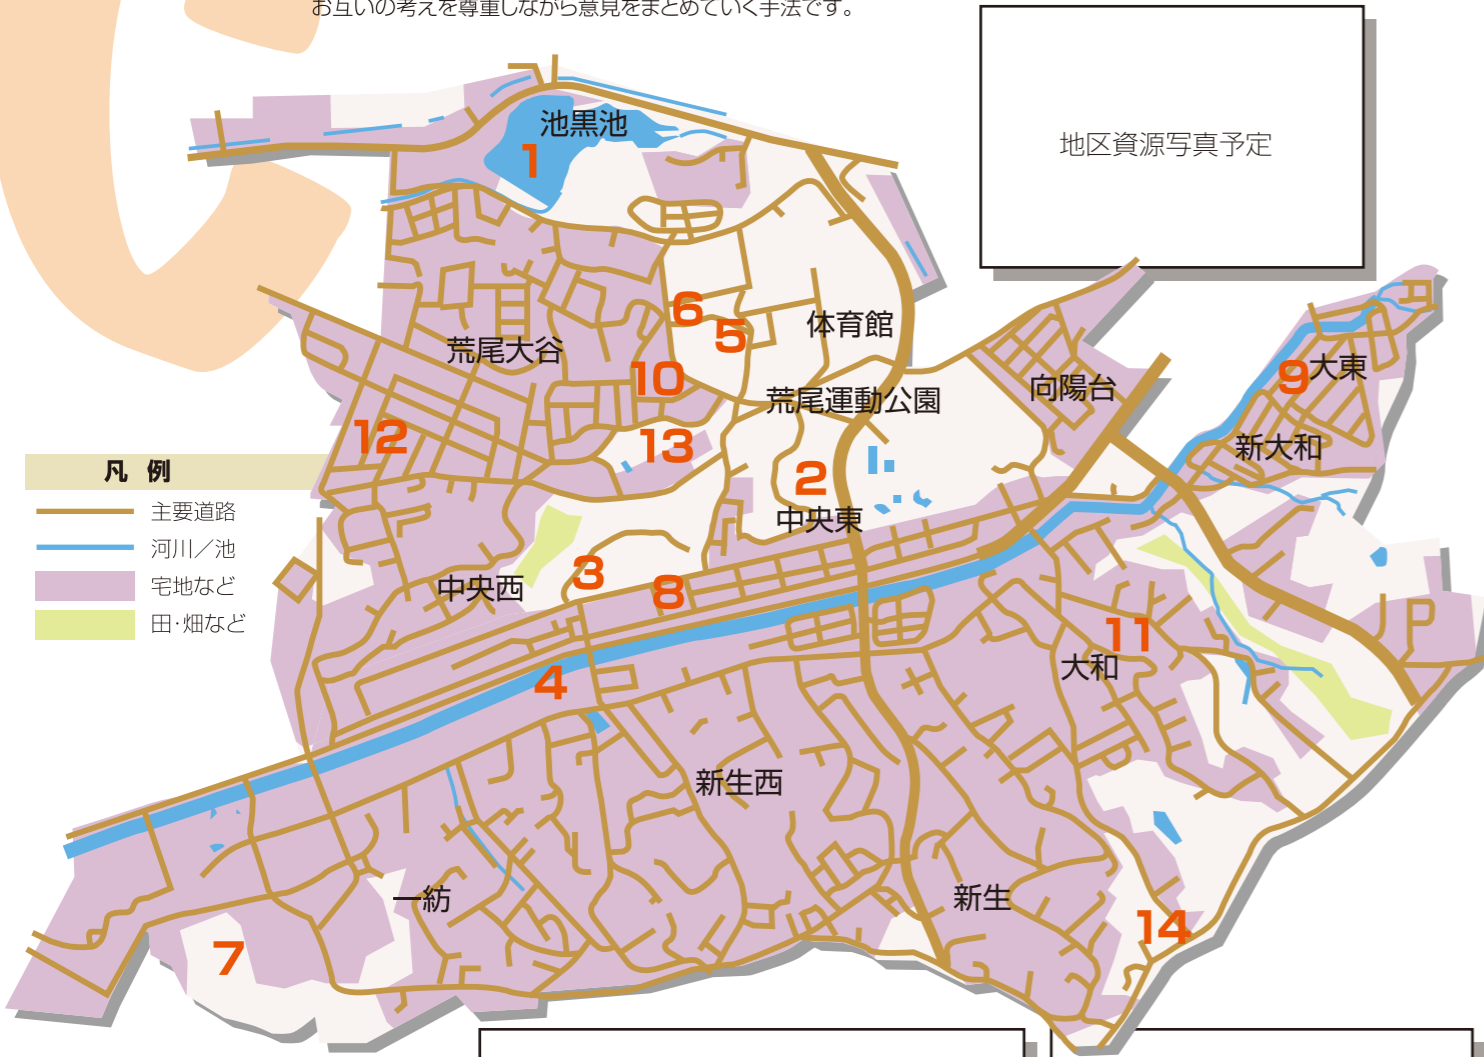 お互いの考えを尊重しながら意見をまとめていく手法です。
地区資源写真予定
池黒池
1
6
5
体育館
荒尾大谷
10
荒尾運動公園
向陽台
9
大東
12
13
新大和
2
中央東
凡 例
主要道路
河川／池
宅地など
田・畑など
3
中央西
8
11
大和
4
新生西
一紡
新生
7
14